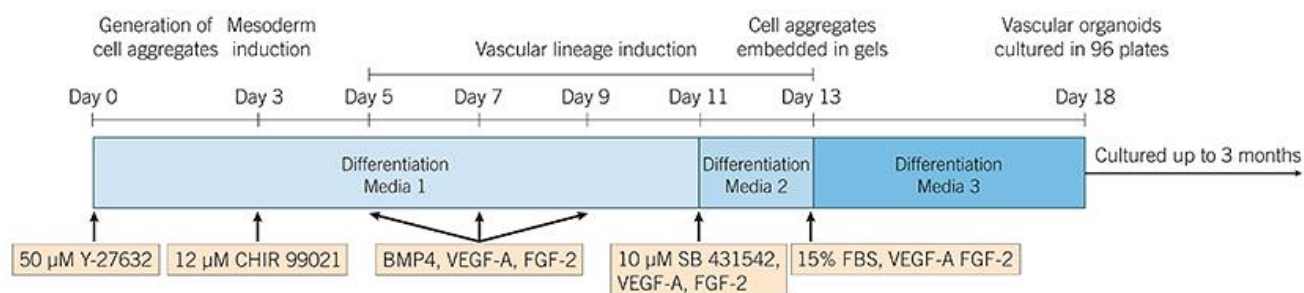 Generation of
cell aggregates
Mesoderm
induction
Vascular lineage induction
Cell aggregates
embedded in gels
Vascular organoids
cultured in 96 plates
Day 0
Day 3
Day 5
Day 7
Day 9
Day 11
Day 13
Day 18
Differentiation
Media 1
Differentiation
Media 2
Differentiation
Media 3
Cultured up to 3 months
50 µM Y-27632
12 µM CHIR 99021
BMP4, VEGF-A, FGF-2
10 µM SB 431542,
VEGF-A, FGF-2
15% FBS, VEGF-A FGF-2